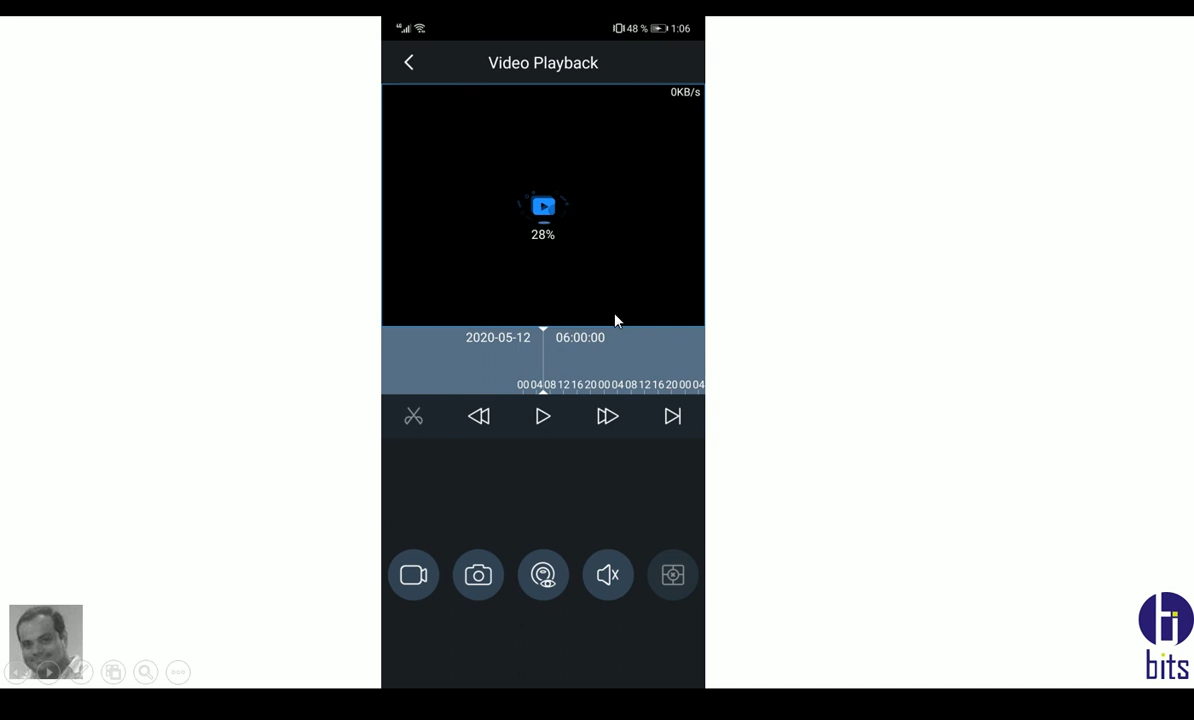 48 % 1:06
Video Playback
0KB/s
28%
2020-05-12 06:00:00
00 04 08 12 16 20 00 04 08 12 16 20 00 04
hi
bits